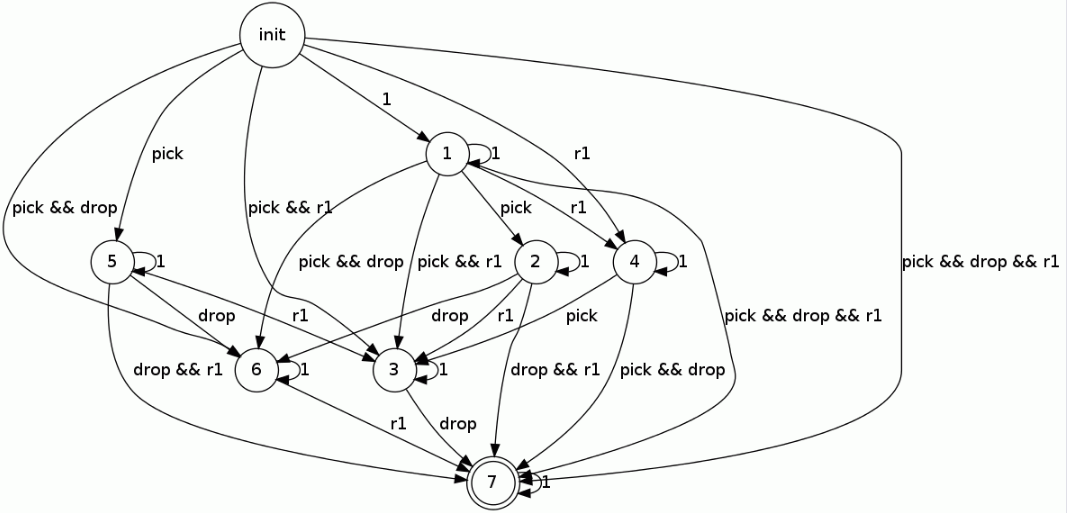 init
1
pick
r1
1
1
pick && drop
pick && r1
pick
r1
5
1
pick && drop
pick && r1
2
1
4
1
pick && drop && r1
drop
r1
drop
r1
pick
pick && drop && r1
drop && r1
6
1
3
1
drop && r1
pick && drop
r1
drop
7
1